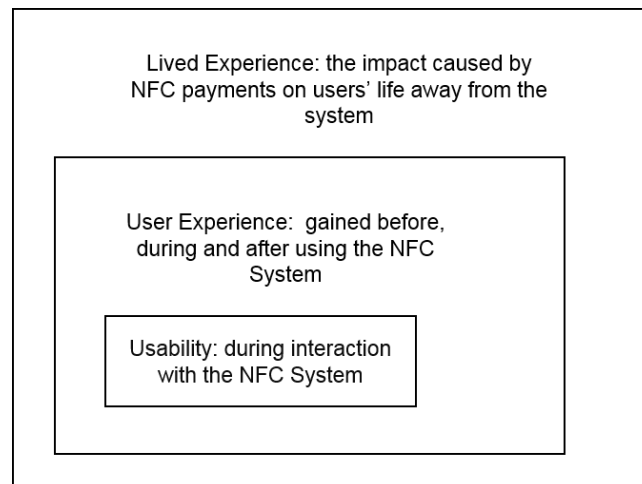 Lived Experience: the impact caused by
NFC payments on users' life away from the
system
User Experience:  gained before,
during and after using the NFC
System
Usability: during interaction
with the NFC System